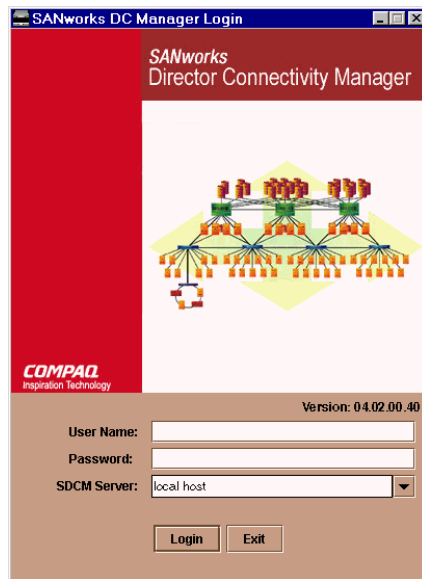 SANworks DC Manager Login
SANworks
Director Connectivity Manager
COMPAQ
Inspiration Technology
Version: 04.02.00.40
User Name:
Password:
SDCM Server: local host
Login Exit